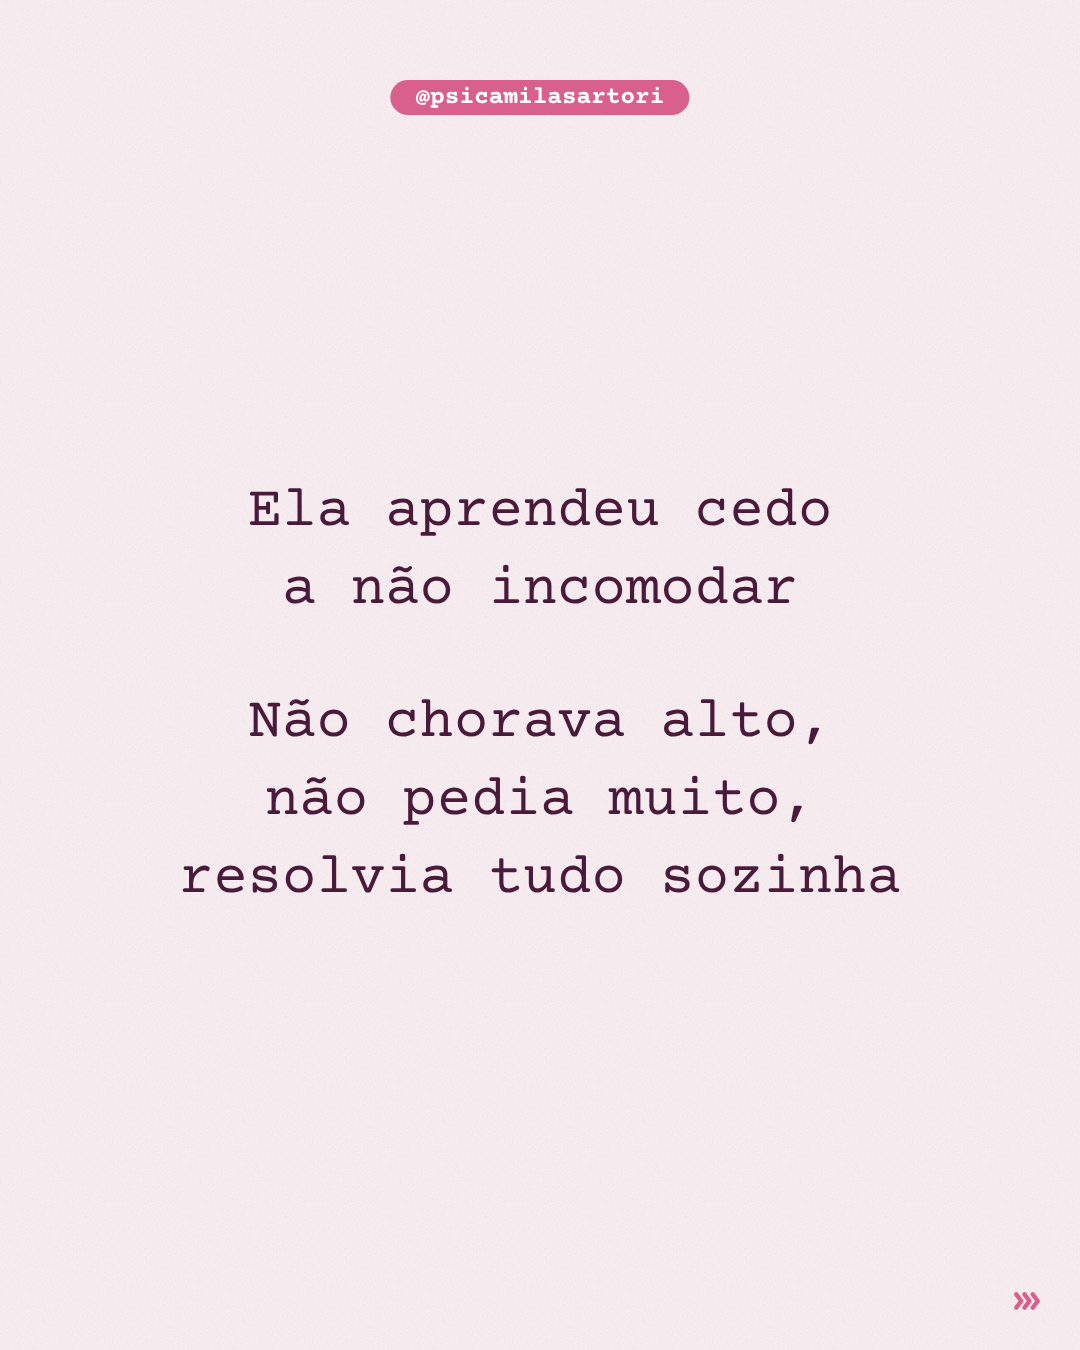 @psicamilasartori
Ela aprendeu cedo
a não incomodar
Não chorava alto,
não pedia muito,
resolvia tudo sozinha